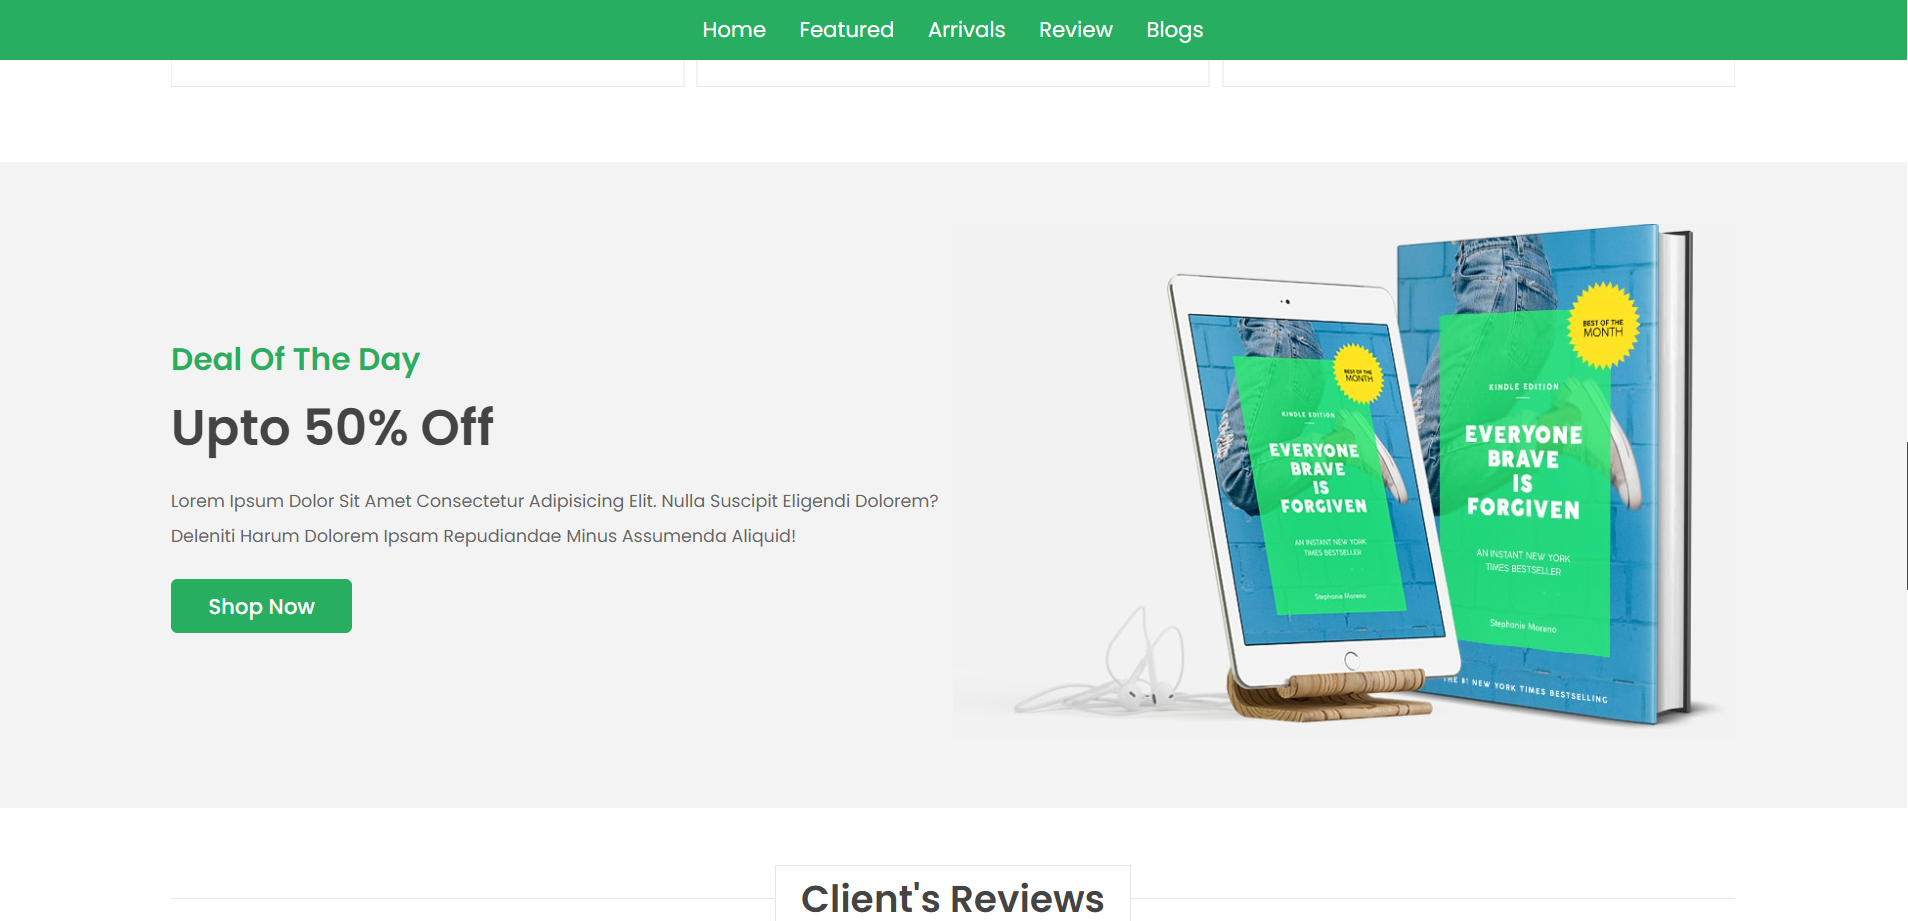 Home Featured Arrivals Review Blogs
Deal Of The Day
Upto 50% Off
Lorem Ipsum Dolor Sit Amet Consectetur Adipisicing Elit. Nulla Suscipit Eligendi Dolorem?
Deleniti Harum Dolorem Ipsam Repudiandae Minus Assumenda Aliquid!
Shop Now
BEST OF THE
MONTH
KINDLE EDITION
EVERYONE
BRAVE
IS
FORGIVEN
AN INSTANT NEW YORK
TIMES BESTSELLER
Stephanie Moreno
BEST OF THE
MONTH
KINDLE EDITION
EVERYONE
BRAVE
IS
FORGIVEN
AN INSTANT NEW YORK
TIMES BESTSELLER
Stephanie Moreno
THE #1 NEW YORK TIMES BESTSELLING
Client's Reviews